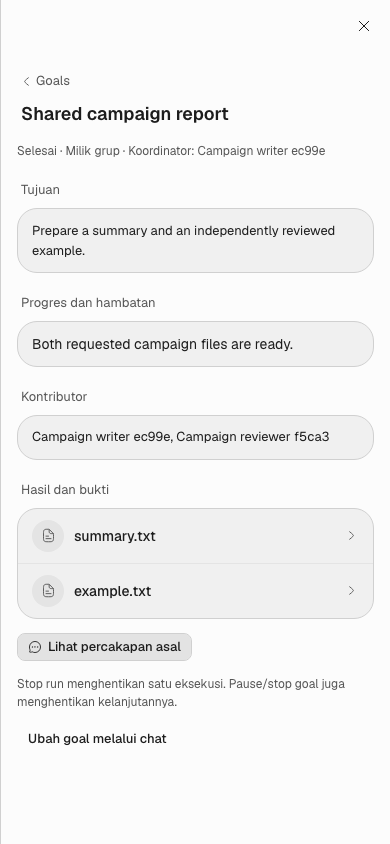 Goals
Shared campaign report
Selesai · Milik grup · Koordinator: Campaign writer ec99e
Tujuan
Prepare a summary and an independently reviewed
example.
Progres dan hambatan
Both requested campaign files are ready.
Kontributor
Campaign writer ec99e, Campaign reviewer f5ca3
Hasil dan bukti
summary.txt
example.txt
Lihat percakapan asal
Stop run menghentikan satu eksekusi. Pause/stop goal juga
menghentikan kelanjutannya.
Ubah goal melalui chat